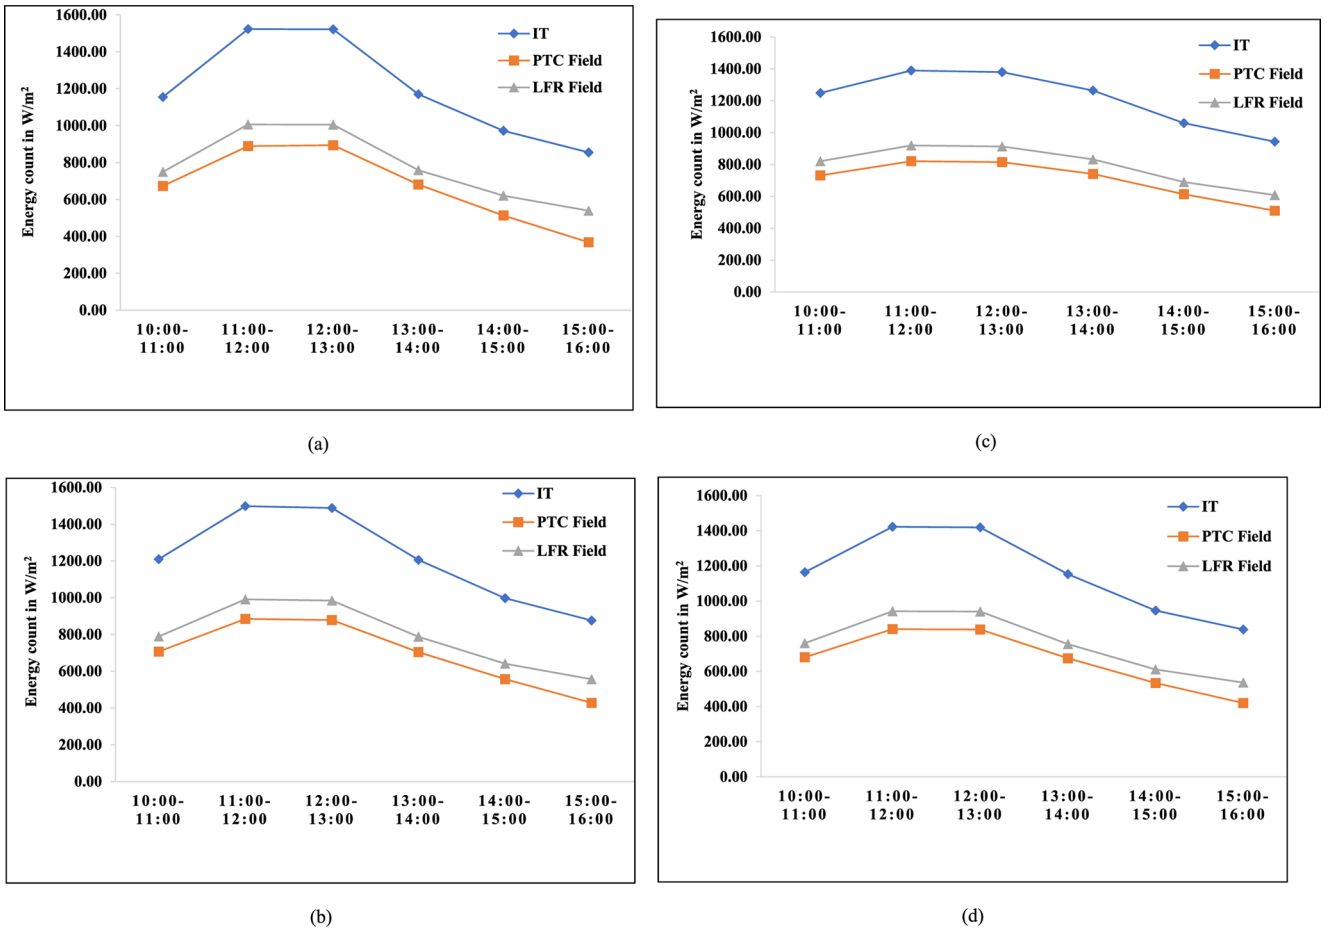 1600.00
1400.00
1200.00
1000.00
800.00
600.00
400.00
200.00
0.00
Energy count in W/m²
IT
PTC Field
LFR Field
10:00- 11:00- 12:00- 13:00- 14:00- 15:00-
11:00 12:00 13:00 14:00 15:00 16:00
(a)
1600.00
1400.00
1200.00
1000.00
800.00
600.00
400.00
200.00
0.00
Energy count in W/m²
IT
PTC Field
LFR Field
10:00- 11:00- 12:00- 13:00- 14:00- 15:00-
11:00 12:00 13:00 14:00 15:00 16:00
(c)
1600.00
1400.00
1200.00
1000.00
800.00
600.00
400.00
200.00
0.00
Energy count in W/m²
IT
PTC Field
LFR Field
10:00- 11:00- 12:00- 13:00- 14:00- 15:00-
11:00 12:00 13:00 14:00 15:00 16:00
(b)
1600.00
1400.00
1200.00
1000.00
800.00
600.00
400.00
200.00
0.00
Energy count in W/m²
IT
PTC Field
LFR Field
10:00- 11:00- 12:00- 13:00- 14:00- 15:00-
11:00 12:00 13:00 14:00 15:00 16:00
(d)